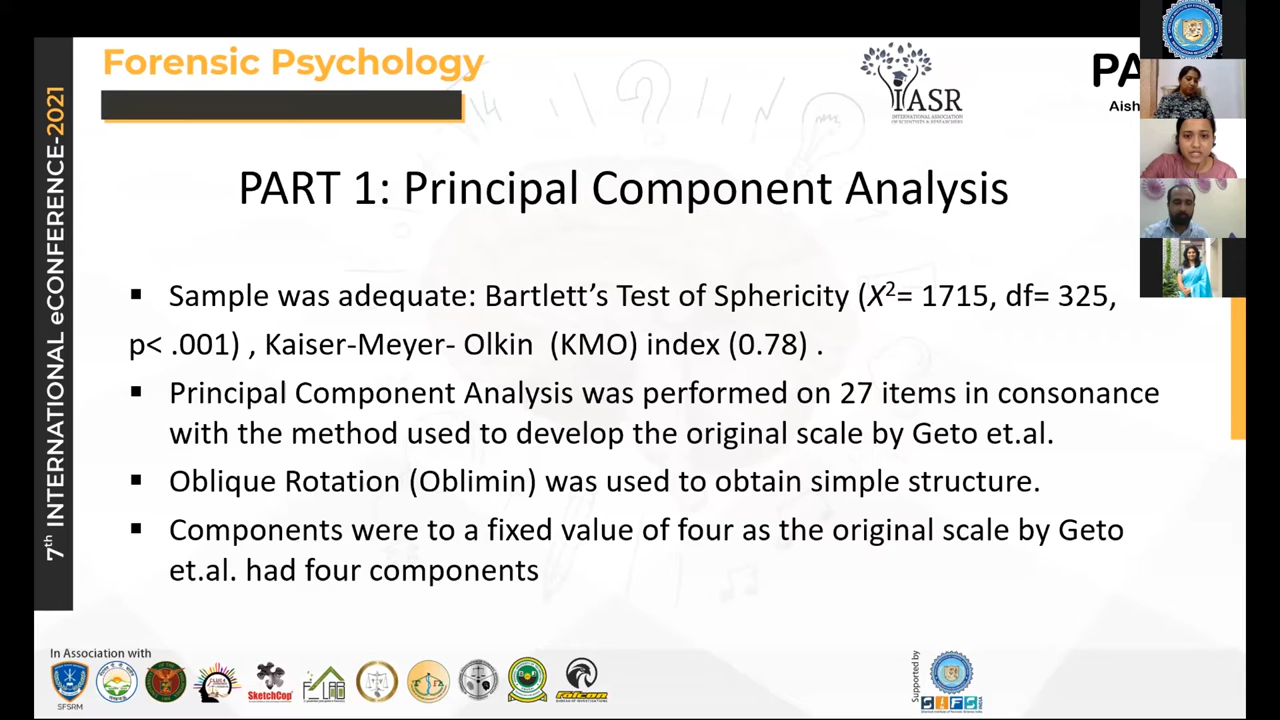 Forensic Psychology
IASR
INTERNATIONAL ASSOCIATION
OF SCIENTISTS & RESEARCHERS
PA
Aish
7th INTERNATIONAL eCONFERENCE-2021
PART 1: Principal Component Analysis
▪ Sample was adequate: Bartlett’s Test of Sphericity (X²= 1715, df= 325,
p< .001) , Kaiser-Meyer- Olkin (KMO) index (0.78) .
▪ Principal Component Analysis was performed on 27 items in consonance
with the method used to develop the original scale by Geto et.al.
▪ Oblique Rotation (Oblimin) was used to obtain simple structure.
▪ Components were to a fixed value of four as the original scale by Geto
et.al. had four components
In Association with
SFSRM
SKETCHCOP
FALCON
BUREAU OF INVESTIGATIONS
Supported by
SIFS
INDIA